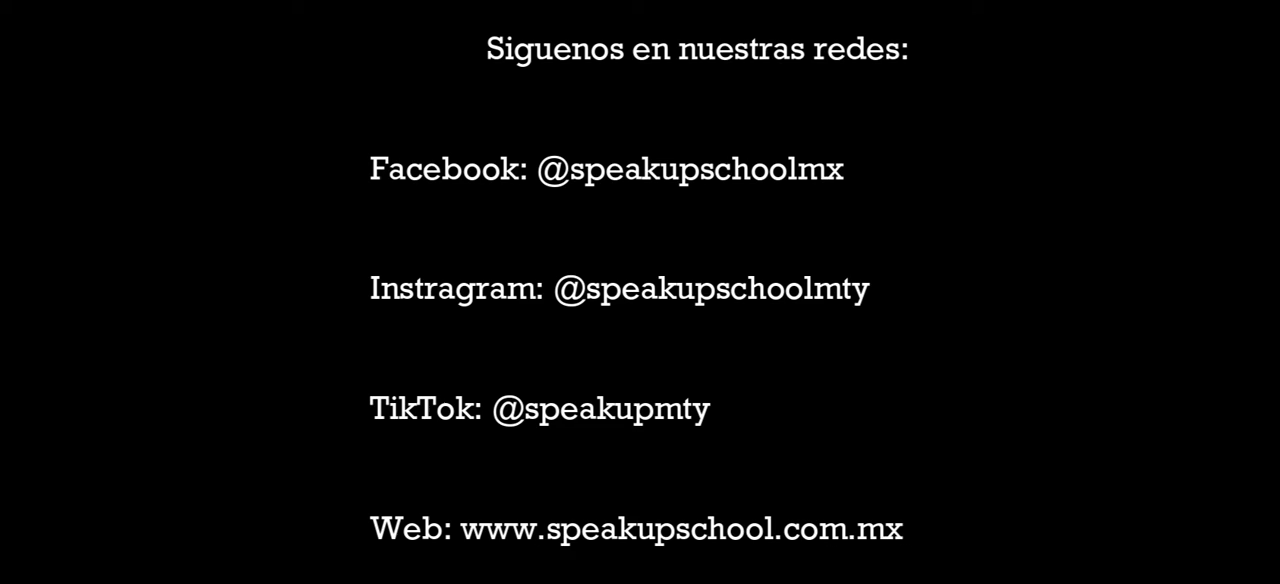 Siguenos en nuestras redes:
Facebook: @speakupschoolmx
Instragram: @speakupschoolmty
TikTok: @speakupmty
Web: www.speakupschool.com.mx